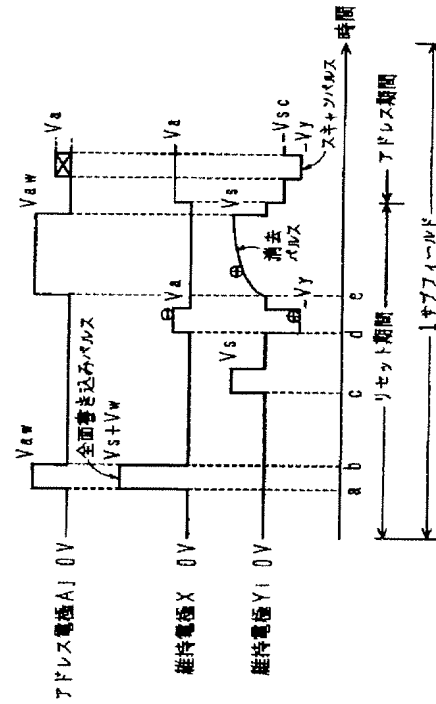 アドレス電極Aj 0V
Vaw
Vaw
Va
全面書き込みパルス
Vs+Vw
維持電極X 0V
Va
Va
維持電極Yi 0V
Vs
Vs
消去
パルス
-Vy
-Vsc
-Vy
スキャンパルス
a
b
c
d
e
時間
リセット期間
アドレス期間
1サブフィールド